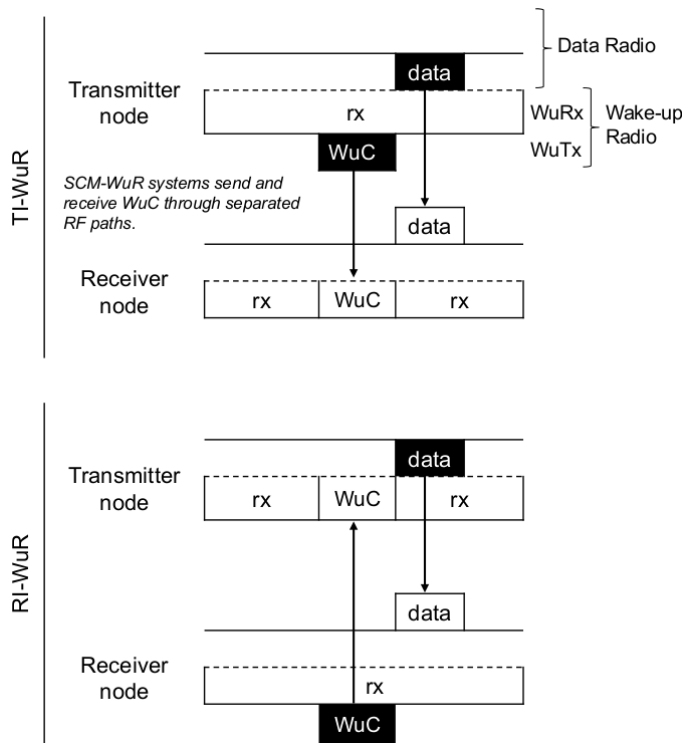 data
Data Radio
Transmitter
node
rx
WuRx
WuTx
Wake-up
Radio
WuC
TI-WuR
SCM-WuR systems send and
receive WuC through separated
RF paths.
data
Receiver
node
rx
WuC
rx
RI-WuR
data
Transmitter
node
rx
WuC
rx
data
Receiver
node
rx
WuC